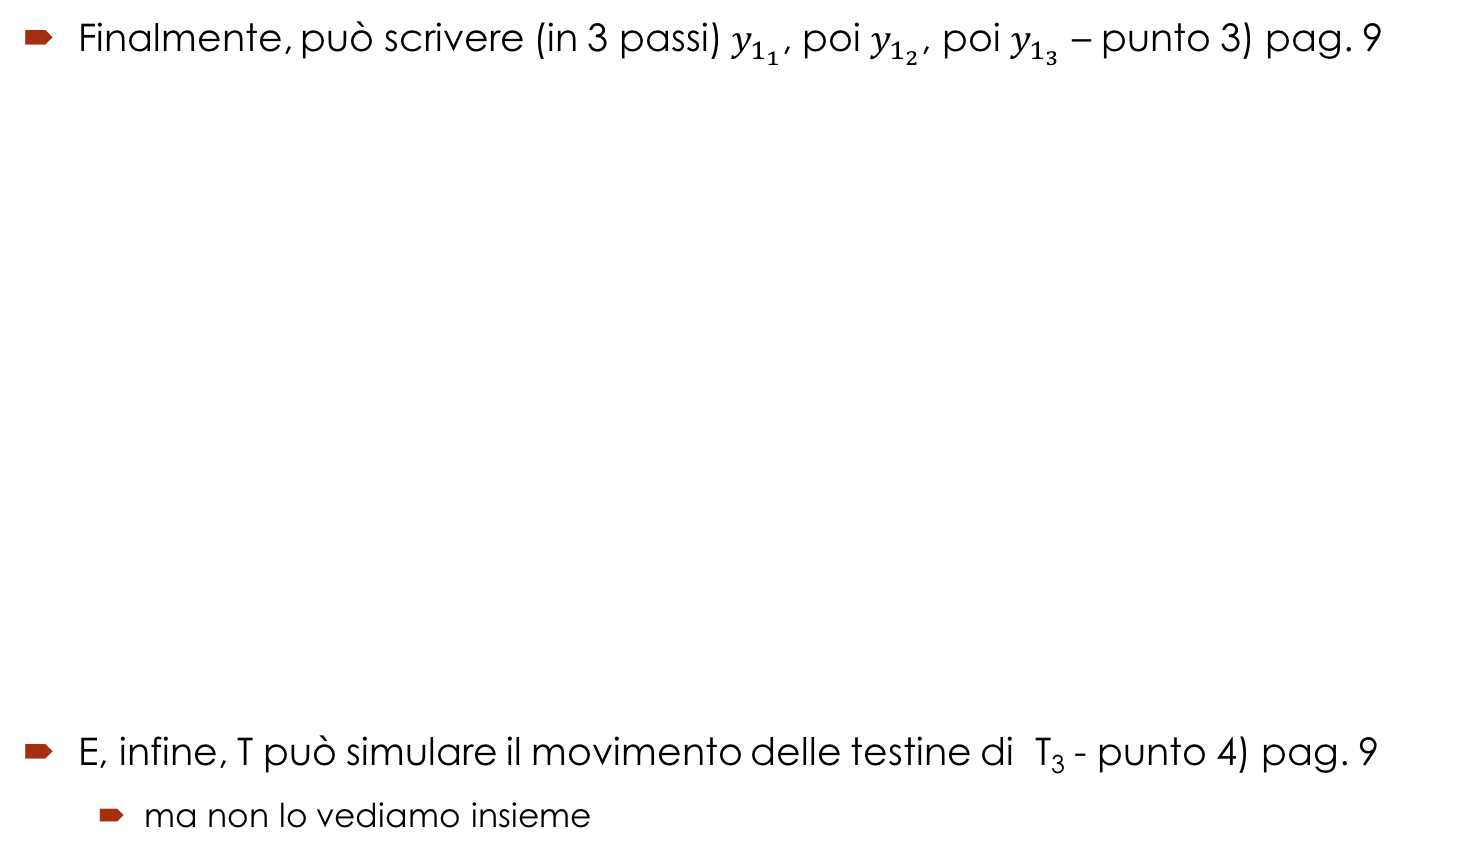 Finalmente, può scrivere (in 3 passi) y₁₁, poi y₁₂, poi y₁₃ – punto 3) pag. 9
E, infine, T può simulare il movimento delle testine di T₃ - punto 4) pag. 9
ma non lo vediamo insieme